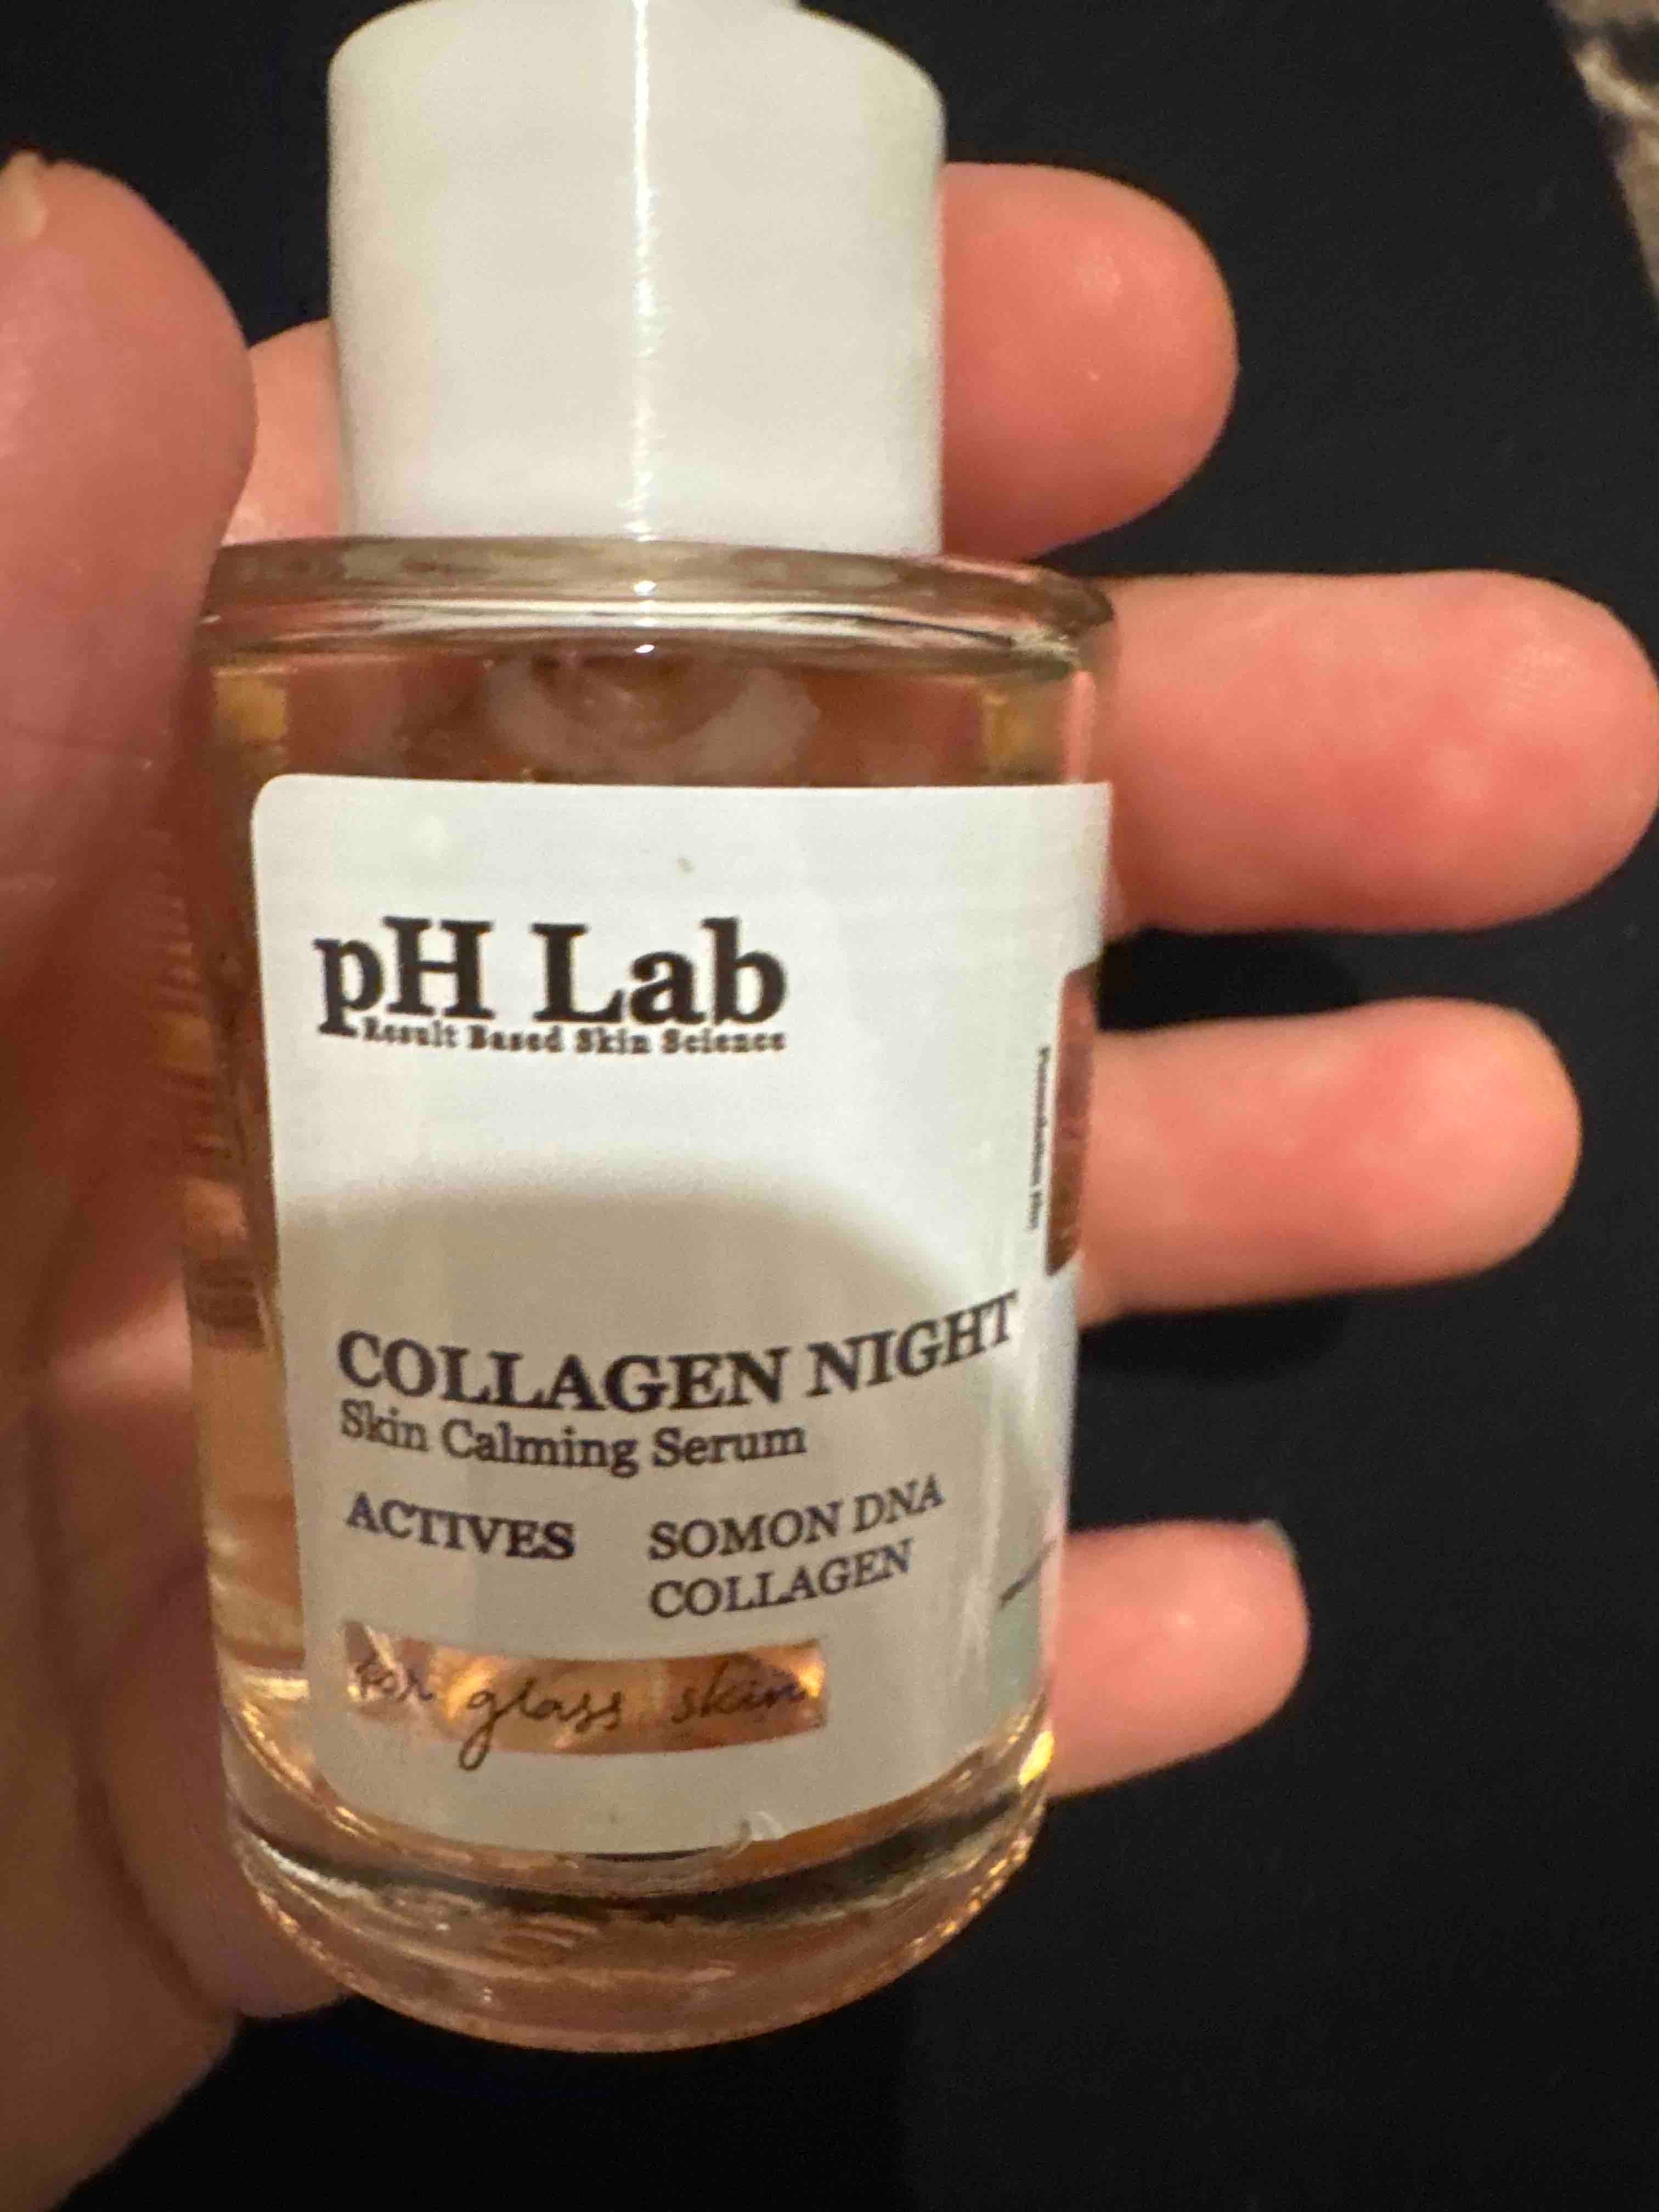 pH Lab
Result Based Skin Science
COLLAGEN NIGHT
Skin Calming Serum
ACTIVES SOMON DNA
COLLAGEN
for glass skin